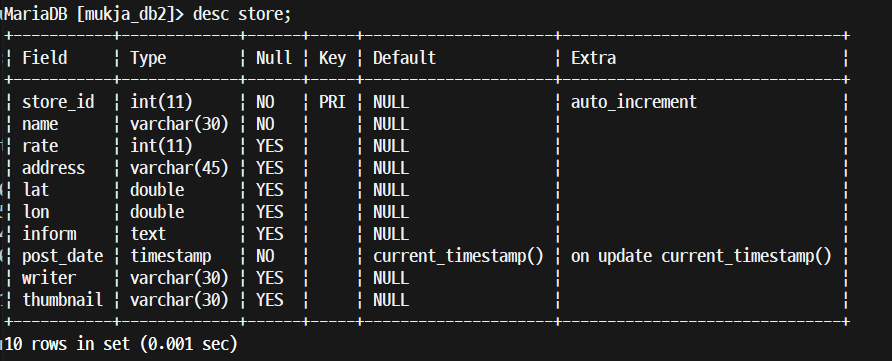 MariaDB [mukja_db2]> desc store;
+-----------+-------------+------+-----+---------------------+-------------------------------+
| Field | Type | Null | Key | Default | Extra |
+-----------+-------------+------+-----+---------------------+-------------------------------+
| store_id | int(11) | NO | PRI | NULL | auto_increment |
| name | varchar(30) | NO | | NULL | |
| rate | int(11) | YES | | NULL | |
| address | varchar(45) | YES | | NULL | |
| lat | double | YES | | NULL | |
| lon | double | YES | | NULL | |
| inform | text | YES | | NULL | |
| post_date | timestamp | NO | | current_timestamp() | on update current_timestamp() |
| writer | varchar(30) | YES | | NULL | |
| thumbnail | varchar(30) | YES | | NULL | |
+-----------+-------------+------+-----+---------------------+-------------------------------+
10 rows in set (0.001 sec)